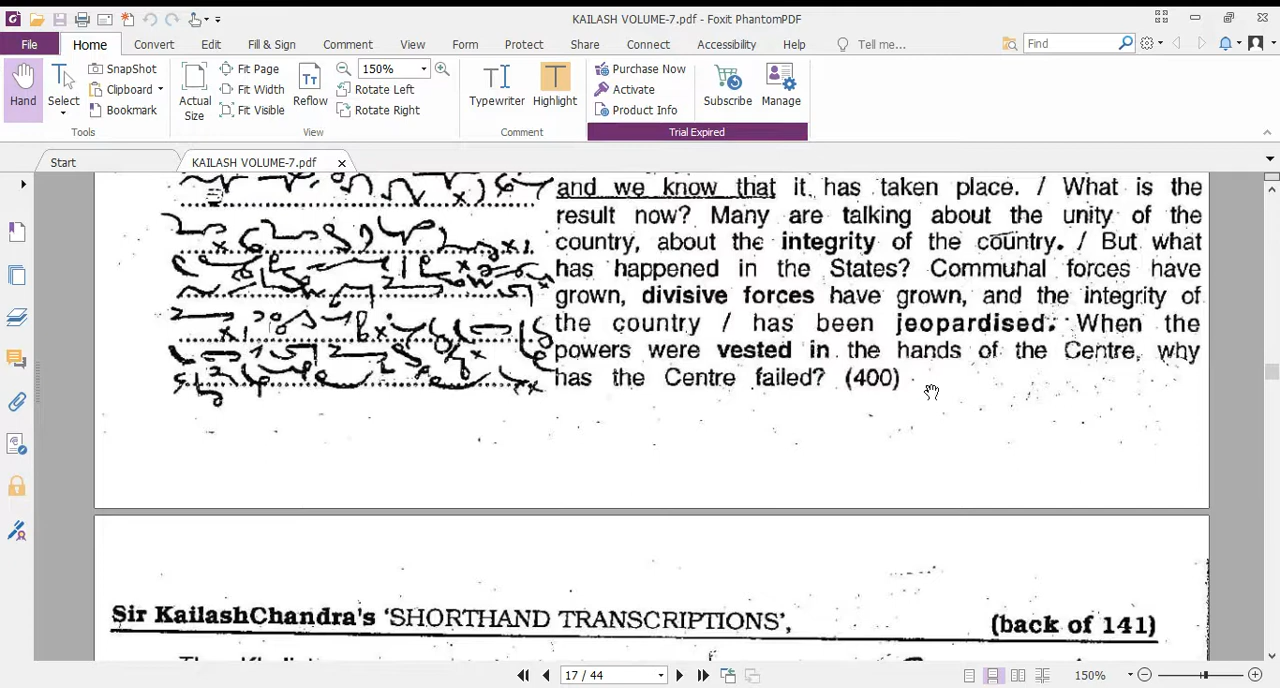 KAILASH VOLUME-7.pdf - Foxit PhantomPDF
File Home Convert Edit Fill & Sign Comment View Form Protect Share Connect Accessibility Help Tell me... Find
Hand
Select
SnapShot
Clipboard
Bookmark
Tools
Actual Size
Fit Page
Fit Width
Fit Visible
Reflow
150%
Rotate Left
Rotate Right
View
Typewriter
Highlight
Comment
Purchase Now
Activate
Product Info
Subscribe
Manage
Trial Expired
Start
KAILASH VOLUME-7.pdf
and we know that it has taken place. / What is the
result now? Many are talking about the unity of the
country, about the integrity of the country. / But what
has happened in the States? Communal forces have
grown, divisive forces have grown, and the integrity of
the country / has been jeopardised. When the
powers were vested in the hands of the Centre, why
has the Centre failed? (400)
Sir KailashChandra's 'SHORTHAND TRANSCRIPTIONS', (back of 141)
17 / 44
150%